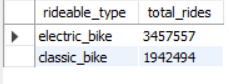 rideable_type total_rides
electric_bike 3457557
classic_bike 1942494